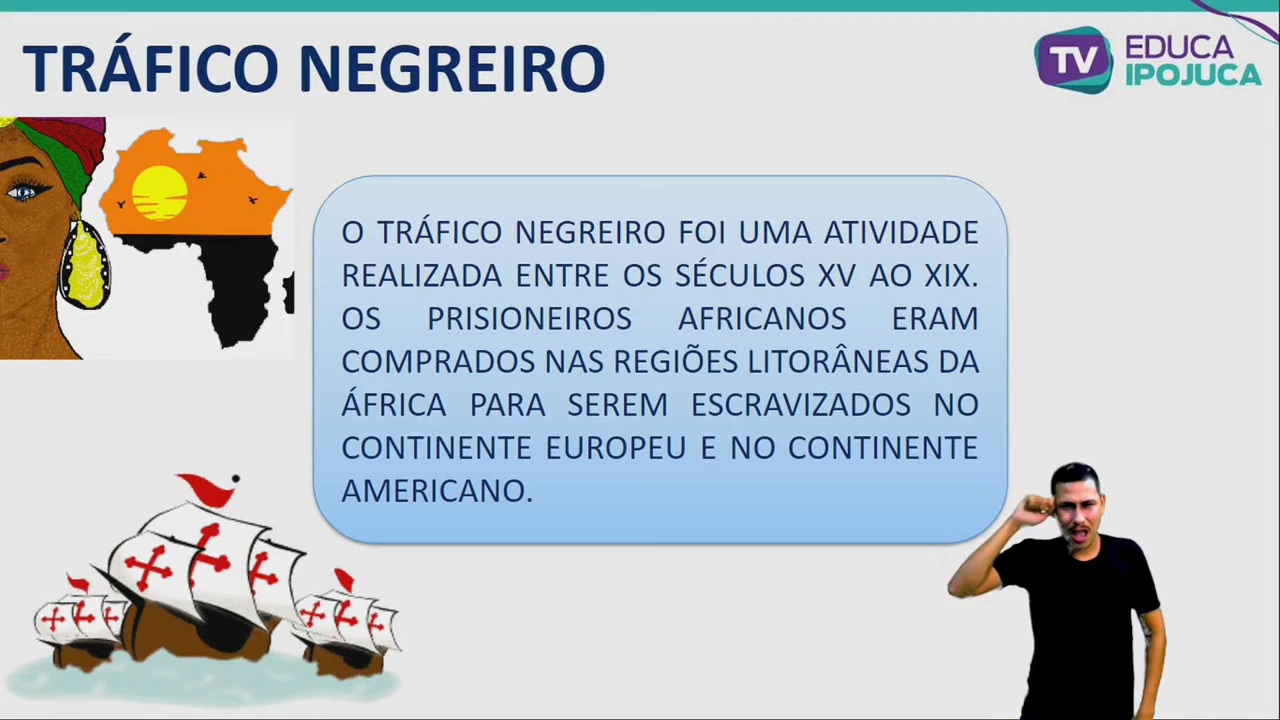 TRÁFICO NEGREIRO
TV EDUCA
IPOJUCA
O TRÁFICO NEGREIRO FOI UMA ATIVIDADE
REALIZADA ENTRE OS SÉCULOS XV AO XIX.
OS PRISIONEIROS AFRICANOS ERAM
COMPRADOS NAS REGIÕES LITORÂNEAS DA
ÁFRICA PARA SEREM ESCRAVIZADOS NO
CONTINENTE EUROPEU E NO CONTINENTE
AMERICANO.